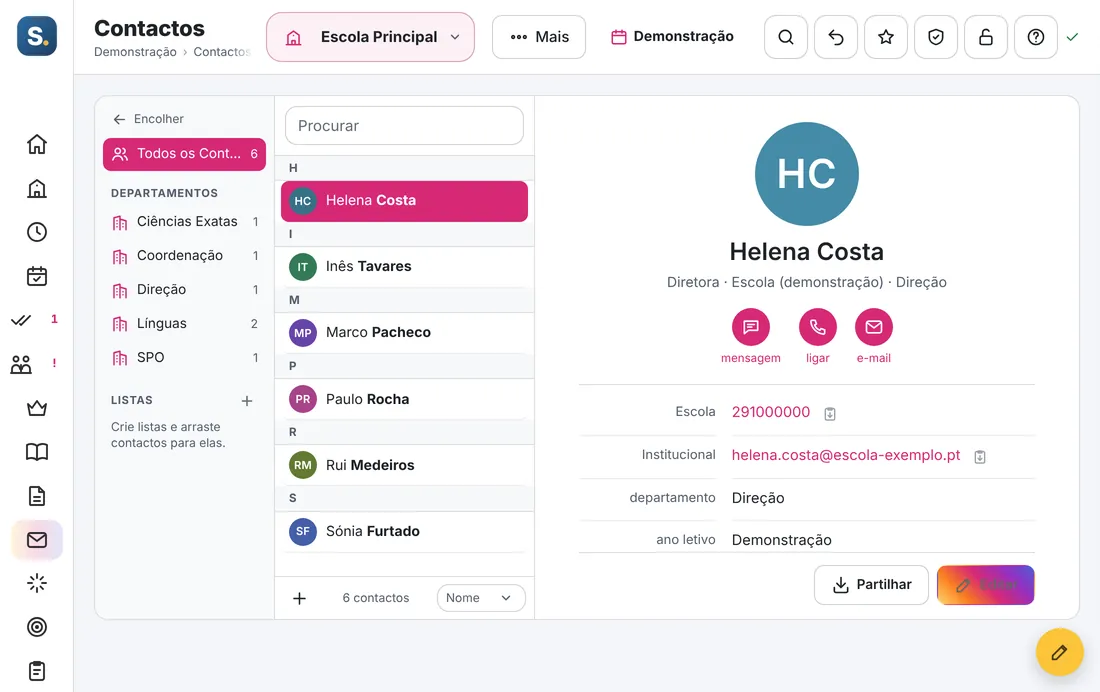 S.
Contactos
Demonstração › Contactos
Escola Principal
Mais
Demonstração
1
!
Encolher
Todos os Cont... 6
DEPARTAMENTOS
Ciências Exatas 1
Coordenação 1
Direção 1
Línguas 2
SPO 1
LISTAS
Crie listas e arraste
contactos para elas.
Procurar
H
HC Helena Costa
I
IT Inês Tavares
M
MP Marco Pacheco
P
PR Paulo Rocha
R
RM Rui Medeiros
S
SF Sónia Furtado
6 contactos
Nome
HC
Helena Costa
Diretora · Escola (demonstração) · Direção
mensagem
ligar
e-mail
Escola 291000000
Institucional helena.costa@escola-exemplo.pt
departamento Direção
ano letivo Demonstração
Partilhar